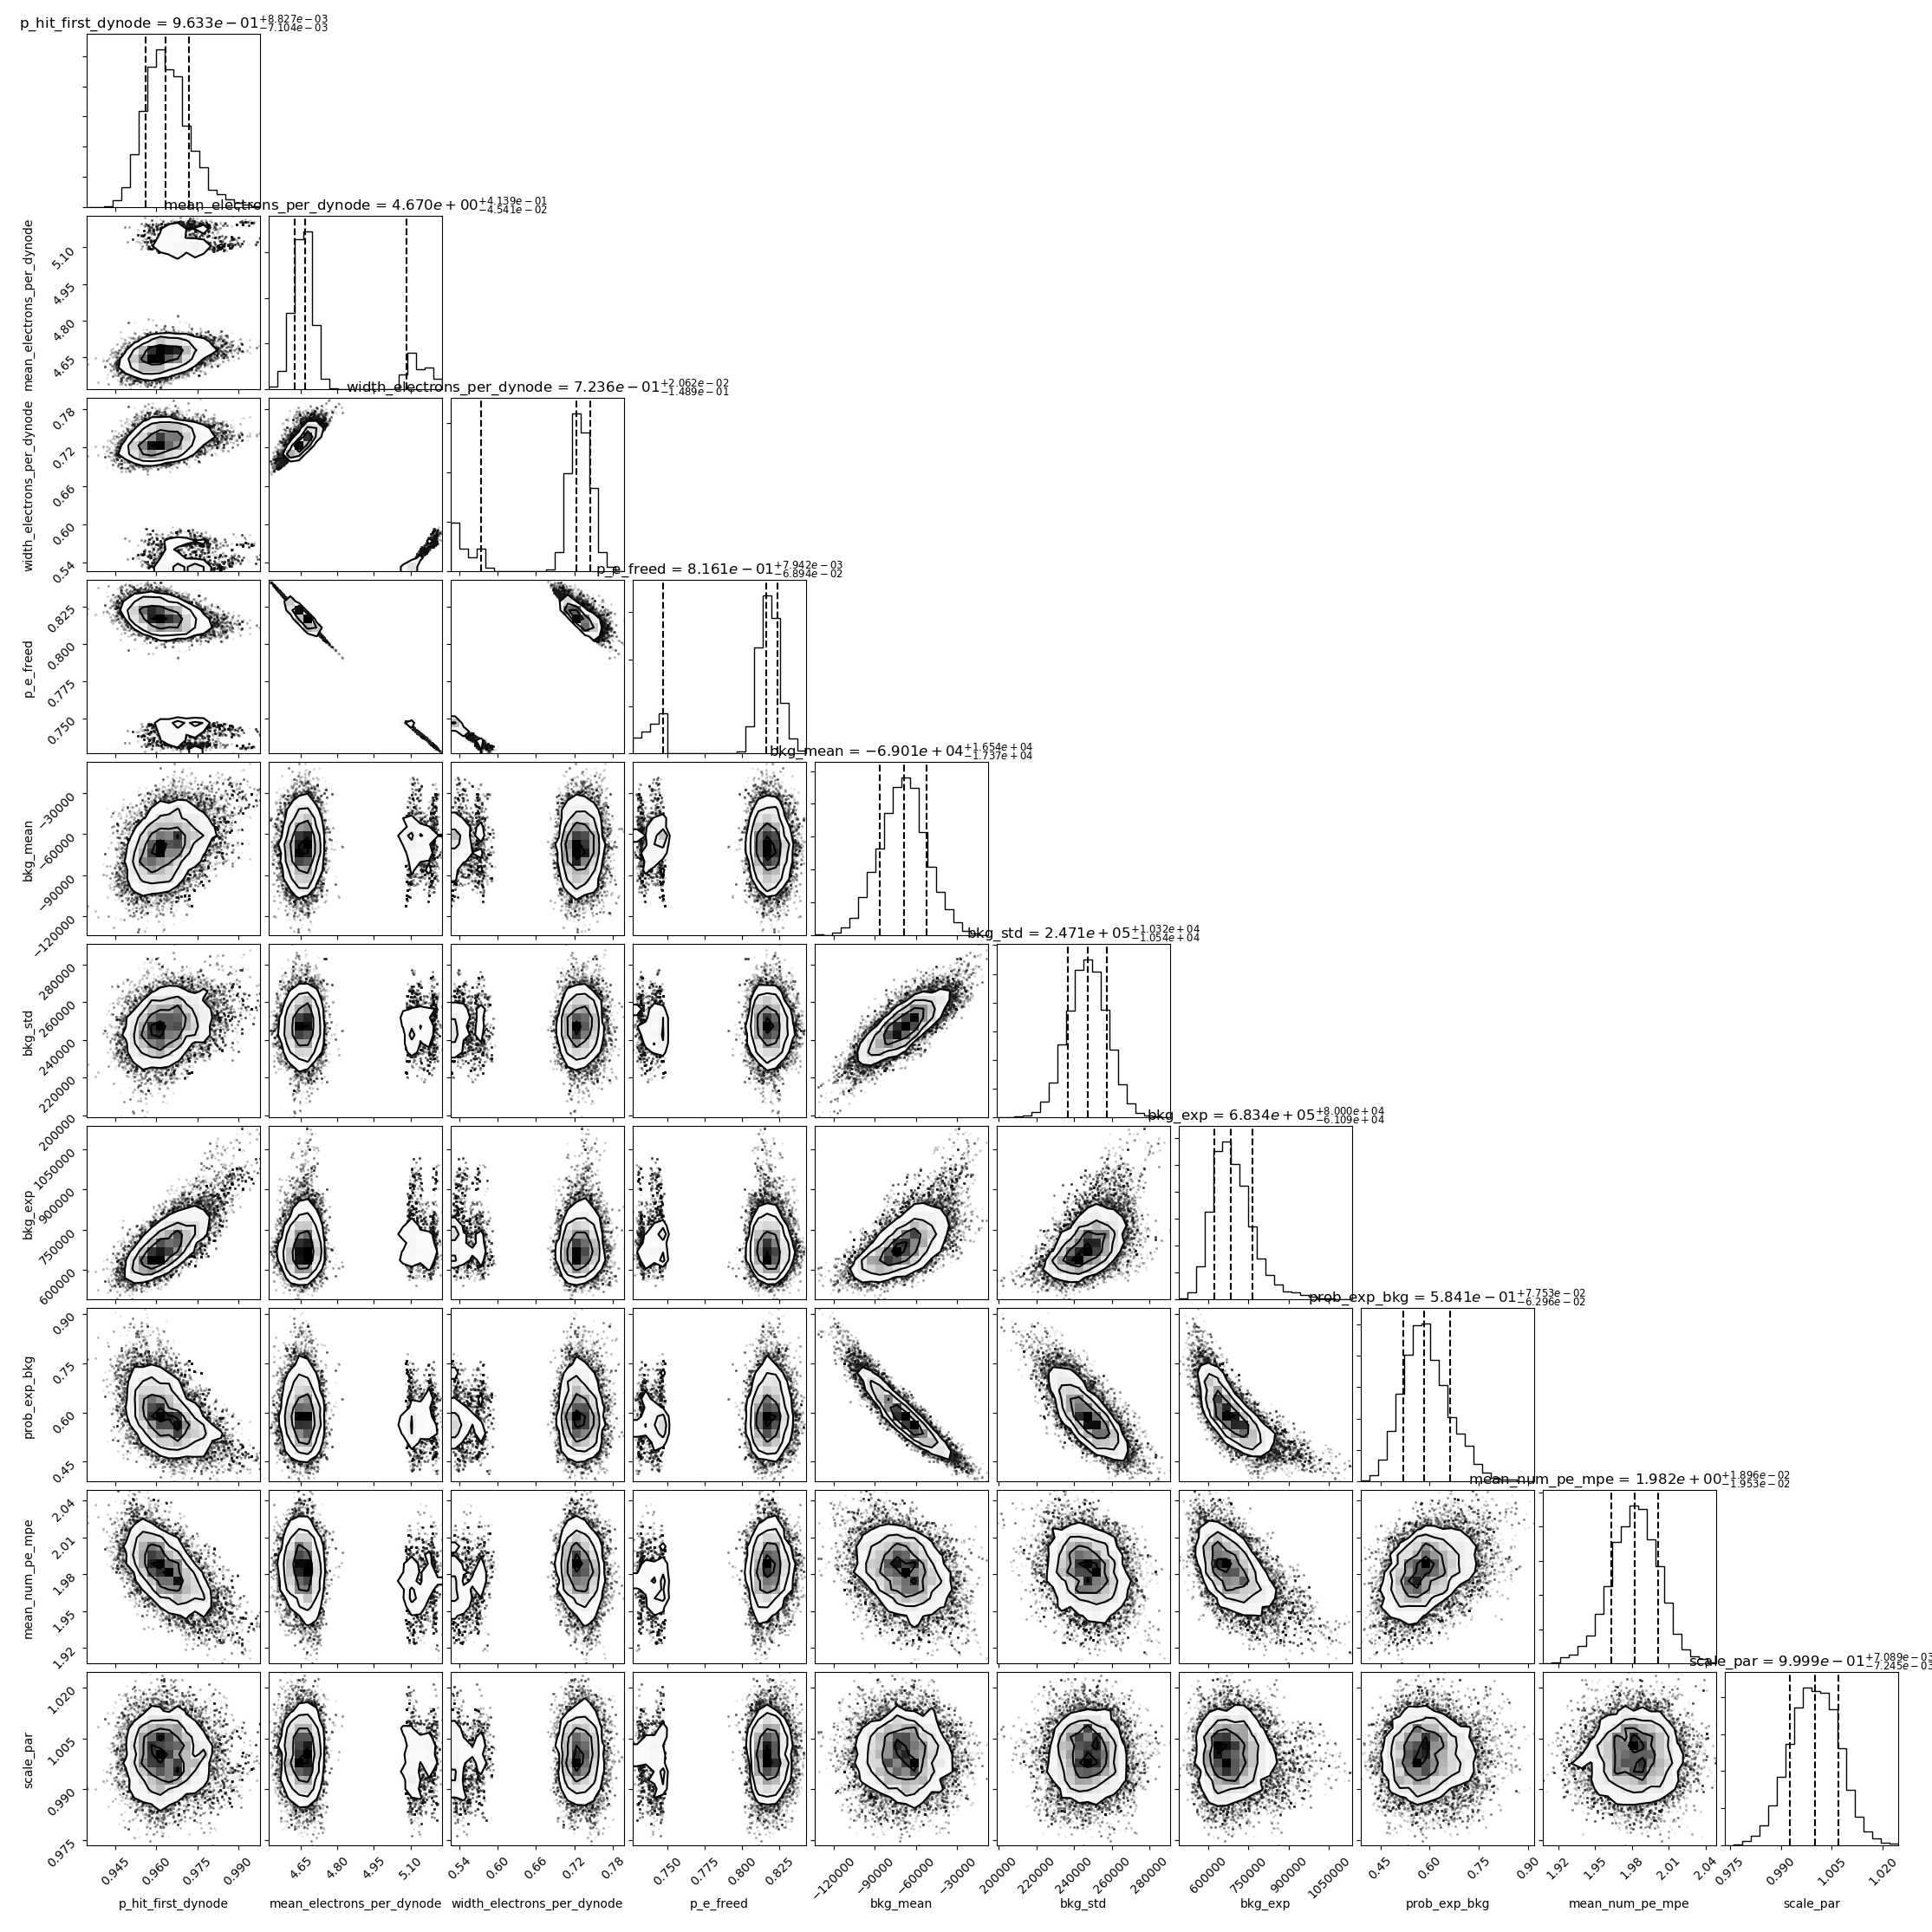 p_hit_first_dynode = 9.633e−01+8.827e−03 −7.104e−03
mean_electrons_per_dynode = 4.670e+00+4.139e−01 −4.541e−02
mean_electrons_per_dynode
5.10
4.95
4.80
4.65
width_electrons_per_dynode = 7.236e−01+2.062e−02 −1.489e−01
width_electrons_per_dynode
0.78
0.72
0.66
0.60
0.54
p_e_freed = 8.161e−01+7.942e−03 −6.894e−02
p_e_freed
0.825
0.800
0.775
0.750
bkg_mean = −6.901e+04+1.654e+04 −1.737e+04
bkg_mean
−30000
−60000
−90000
−120000
bkg_std = 2.471e+05+1.032e+04 −1.054e+04
bkg_std
280000
260000
240000
220000
200000
bkg_exp = 6.834e+05+8.000e+04 −6.109e+04
bkg_exp
1050000
900000
750000
600000
prob_exp_bkg = 5.841e−01+7.753e−02 −6.296e−02
prob_exp_bkg
0.90
0.75
0.60
0.45
mean_num_pe_mpe = 1.982e+00+1.896e−02 −1.953e−02
mean_num_pe_mpe
2.04
2.01
1.98
1.95
1.92
scale_par = 9.999e−01+7.089e−03 −7.245e−03
scale_par
1.020
1.005
0.990
0.975
0.945 0.960 0.975 0.990 4.65 4.80 4.95 5.10 0.54 0.60 0.66 0.72 0.78 0.750 0.775 0.800 0.825 −120000 −90000 −60000 −30000 200000 220000 240000 260000 280000 600000 750000 900000 1050000 0.45 0.60 0.75 0.90 1.92 1.95 1.98 2.01 2.04 0.975 0.990 1.005 1.020
p_hit_first_dynode mean_electrons_per_dynode width_electrons_per_dynode p_e_freed bkg_mean bkg_std bkg_exp prob_exp_bkg mean_num_pe_mpe scale_par